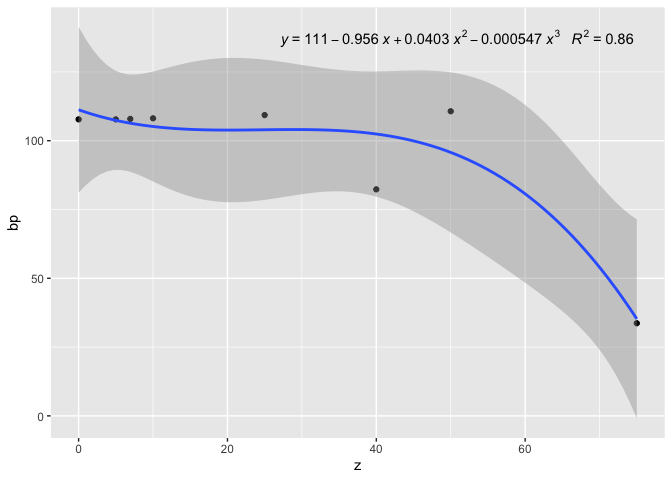 y = 111 – 0.956 x + 0.0403 x² – 0.000547 x³   R² = 0.86
100
50
0
bp
0 20 40 60
z